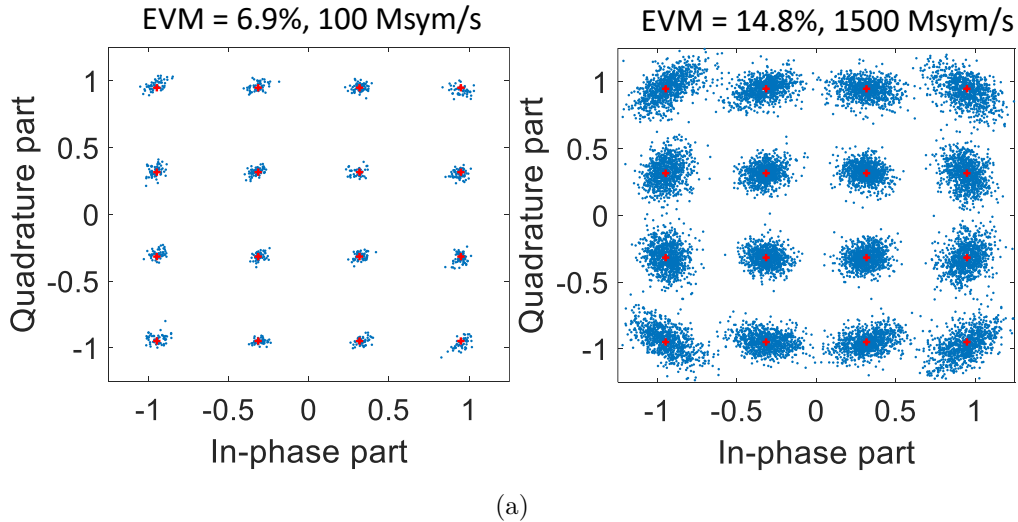 EVM = 6.9%, 100 Msym/s
EVM = 14.8%, 1500 Msym/s
Quadrature part
1
0.5
0
-0.5
-1
-1 -0.5 0 0.5 1
In-phase part
Quadrature part
1
0.5
0
-0.5
-1
-1 -0.5 0 0.5 1
In-phase part
(a)